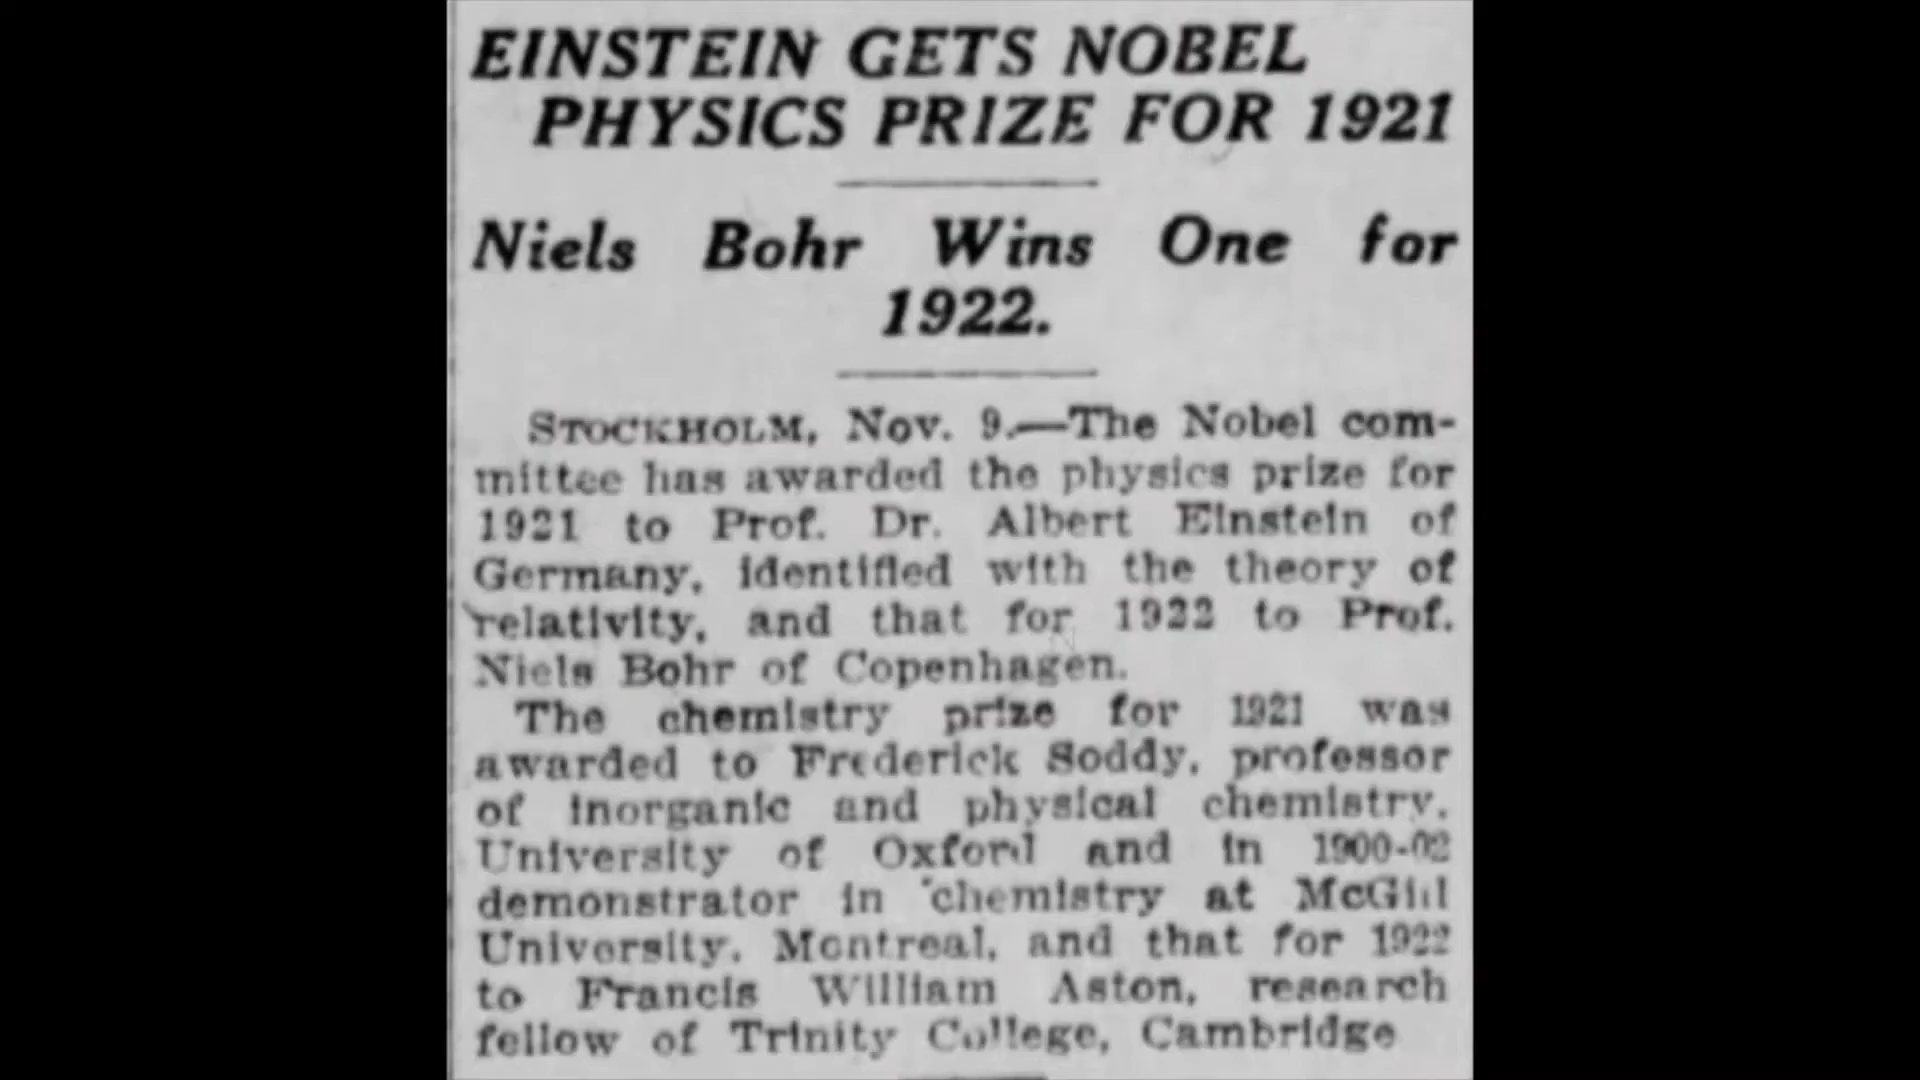 EINSTEIN GETS NOBEL
PHYSICS PRIZE FOR 1921
Niels Bohr Wins One for
1922.
STOCKHOLM, Nov. 9.—The Nobel com-
mittee has awarded the physics prize for
1921 to Prof. Dr. Albert Einstein of
Germany, identified with the theory of
relativity, and that for 1922 to Prof.
Niels Bohr of Copenhagen.
The chemistry prize for 1921 was
awarded to Frederick Soddy, professor
of inorganic and physical chemistry,
University of Oxford and in 1900-02
demonstrator in chemistry at McGill
University, Montreal, and that for 1922
to Francis William Aston, research
fellow of Trinity College, Cambridge